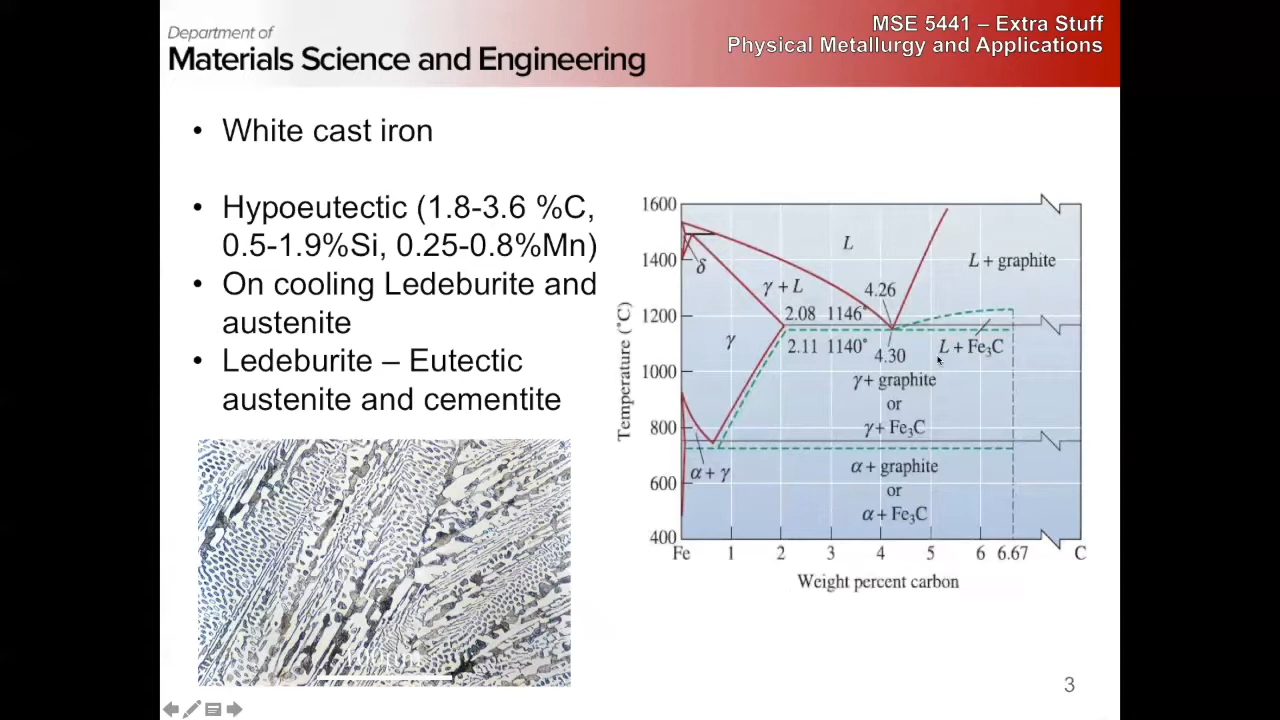 Department of
Materials Science and Engineering
MSE 5441 – Extra Stuff
Physical Metallurgy and Applications
• White cast iron
• Hypoeutectic (1.8-3.6 %C,
0.5-1.9%Si, 0.25-0.8%Mn)
• On cooling Ledeburite and
austenite
• Ledeburite – Eutectic
austenite and cementite
Temperature (°C)
1600
1400
1200
1000
800
600
400
L
L + graphite
δ
γ + L
4.26
2.08 1146°
γ
2.11 1140°
4.30
L + Fe₃C
γ + graphite
or
γ + Fe₃C
α + γ
α + graphite
or
α + Fe₃C
Fe 1 2 3 4 5 6 6.67 C
Weight percent carbon
3